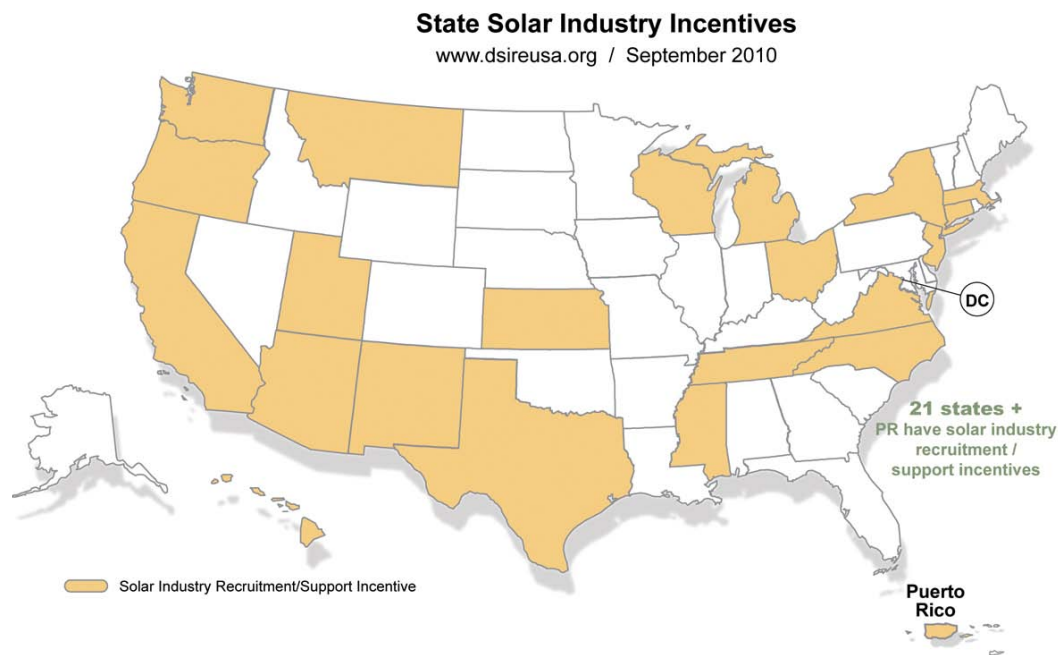 State Solar Industry Incentives
www.dsireusa.org / September 2010
DC
21 states +
PR have solar industry
recruitment /
support incentives
Solar Industry Recruitment/Support Incentive
Puerto
Rico